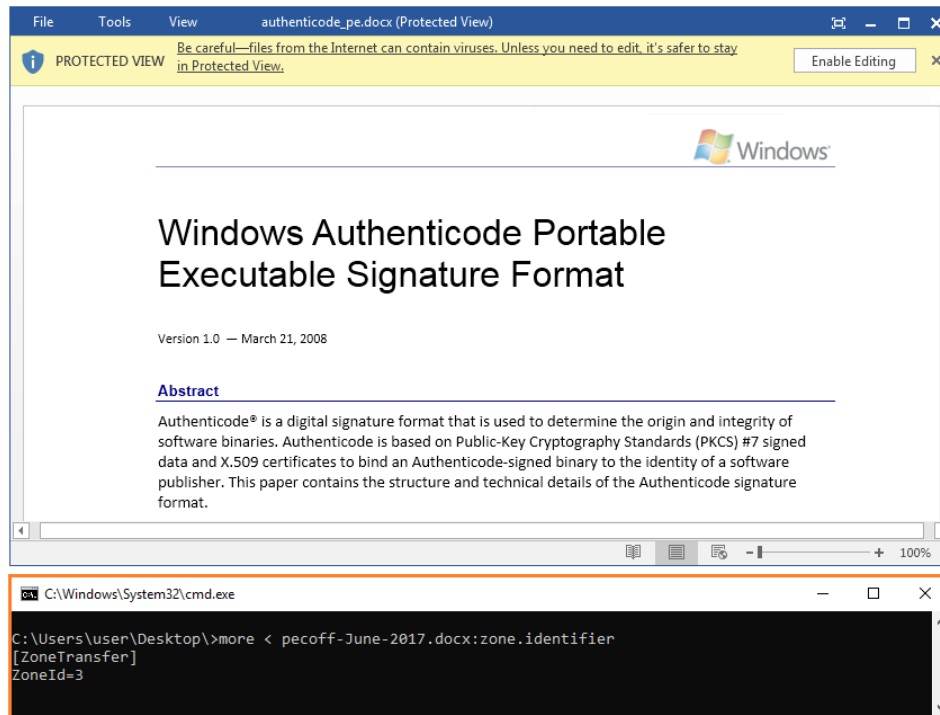 File Tools View authenticode_pe.docx (Protected View)
PROTECTED VIEW Be careful—files from the Internet can contain viruses. Unless you need to edit, it's safer to stay
in Protected View.
Enable Editing
Windows
Windows Authenticode Portable
Executable Signature Format
Version 1.0 — March 21, 2008
Abstract
Authenticode® is a digital signature format that is used to determine the origin and integrity of
software binaries. Authenticode is based on Public-Key Cryptography Standards (PKCS) #7 signed
data and X.509 certificates to bind an Authenticode-signed binary to the identity of a software
publisher. This paper contains the structure and technical details of the Authenticode signature
format.
100%
C:\Windows\System32\cmd.exe
C:\Users\user\Desktop\>more < pecoff-June-2017.docx:zone.identifier
[ZoneTransfer]
ZoneId=3